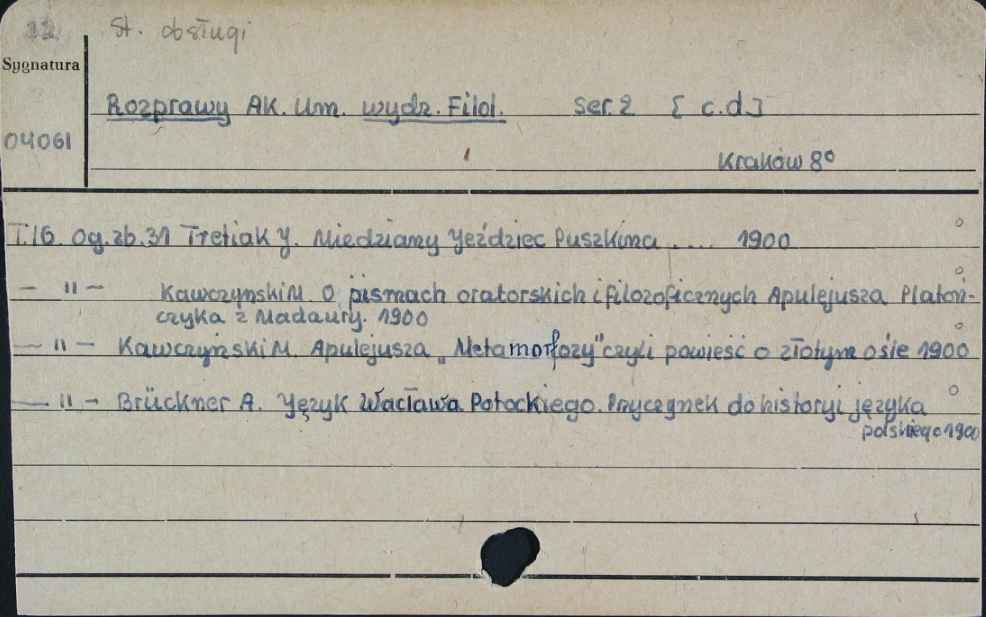 22 St. obsługi
Sygnatura
Rozprawy AK. Um. wydz. Filol. ser. 2 [ c.d.]
04061
Kraków 8°
T.16. og.zb.31 Tretiak J. Miedziany Jeździec Puszkina .... 1900
— " — Kawczynski M. O pismach oratorskich i filozoficznych Apulejusza Platoń-
czyka z Madaury. 1900
— " — Kawczyński M. Apulejusza „Metamorfozy" czyli powieść o złotym ośle 1900
— " — Brückner A. Język Wacława Potockiego. Przyczynek do historyi języka
polskiego 1900